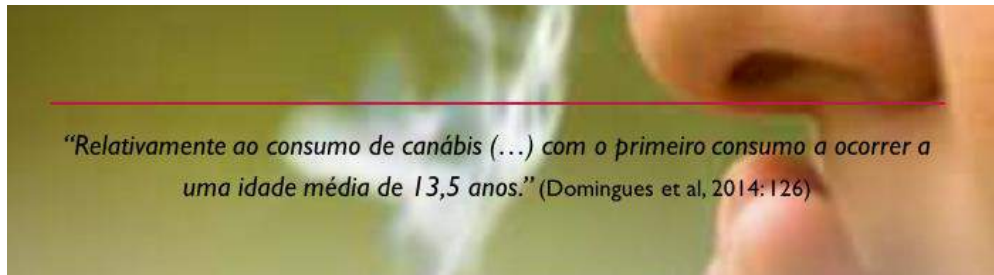 “Relativamente ao consumo de canábis (…) com o primeiro consumo a ocorrer a
uma idade média de 13,5 anos.” (Domingues et al, 2014:126)